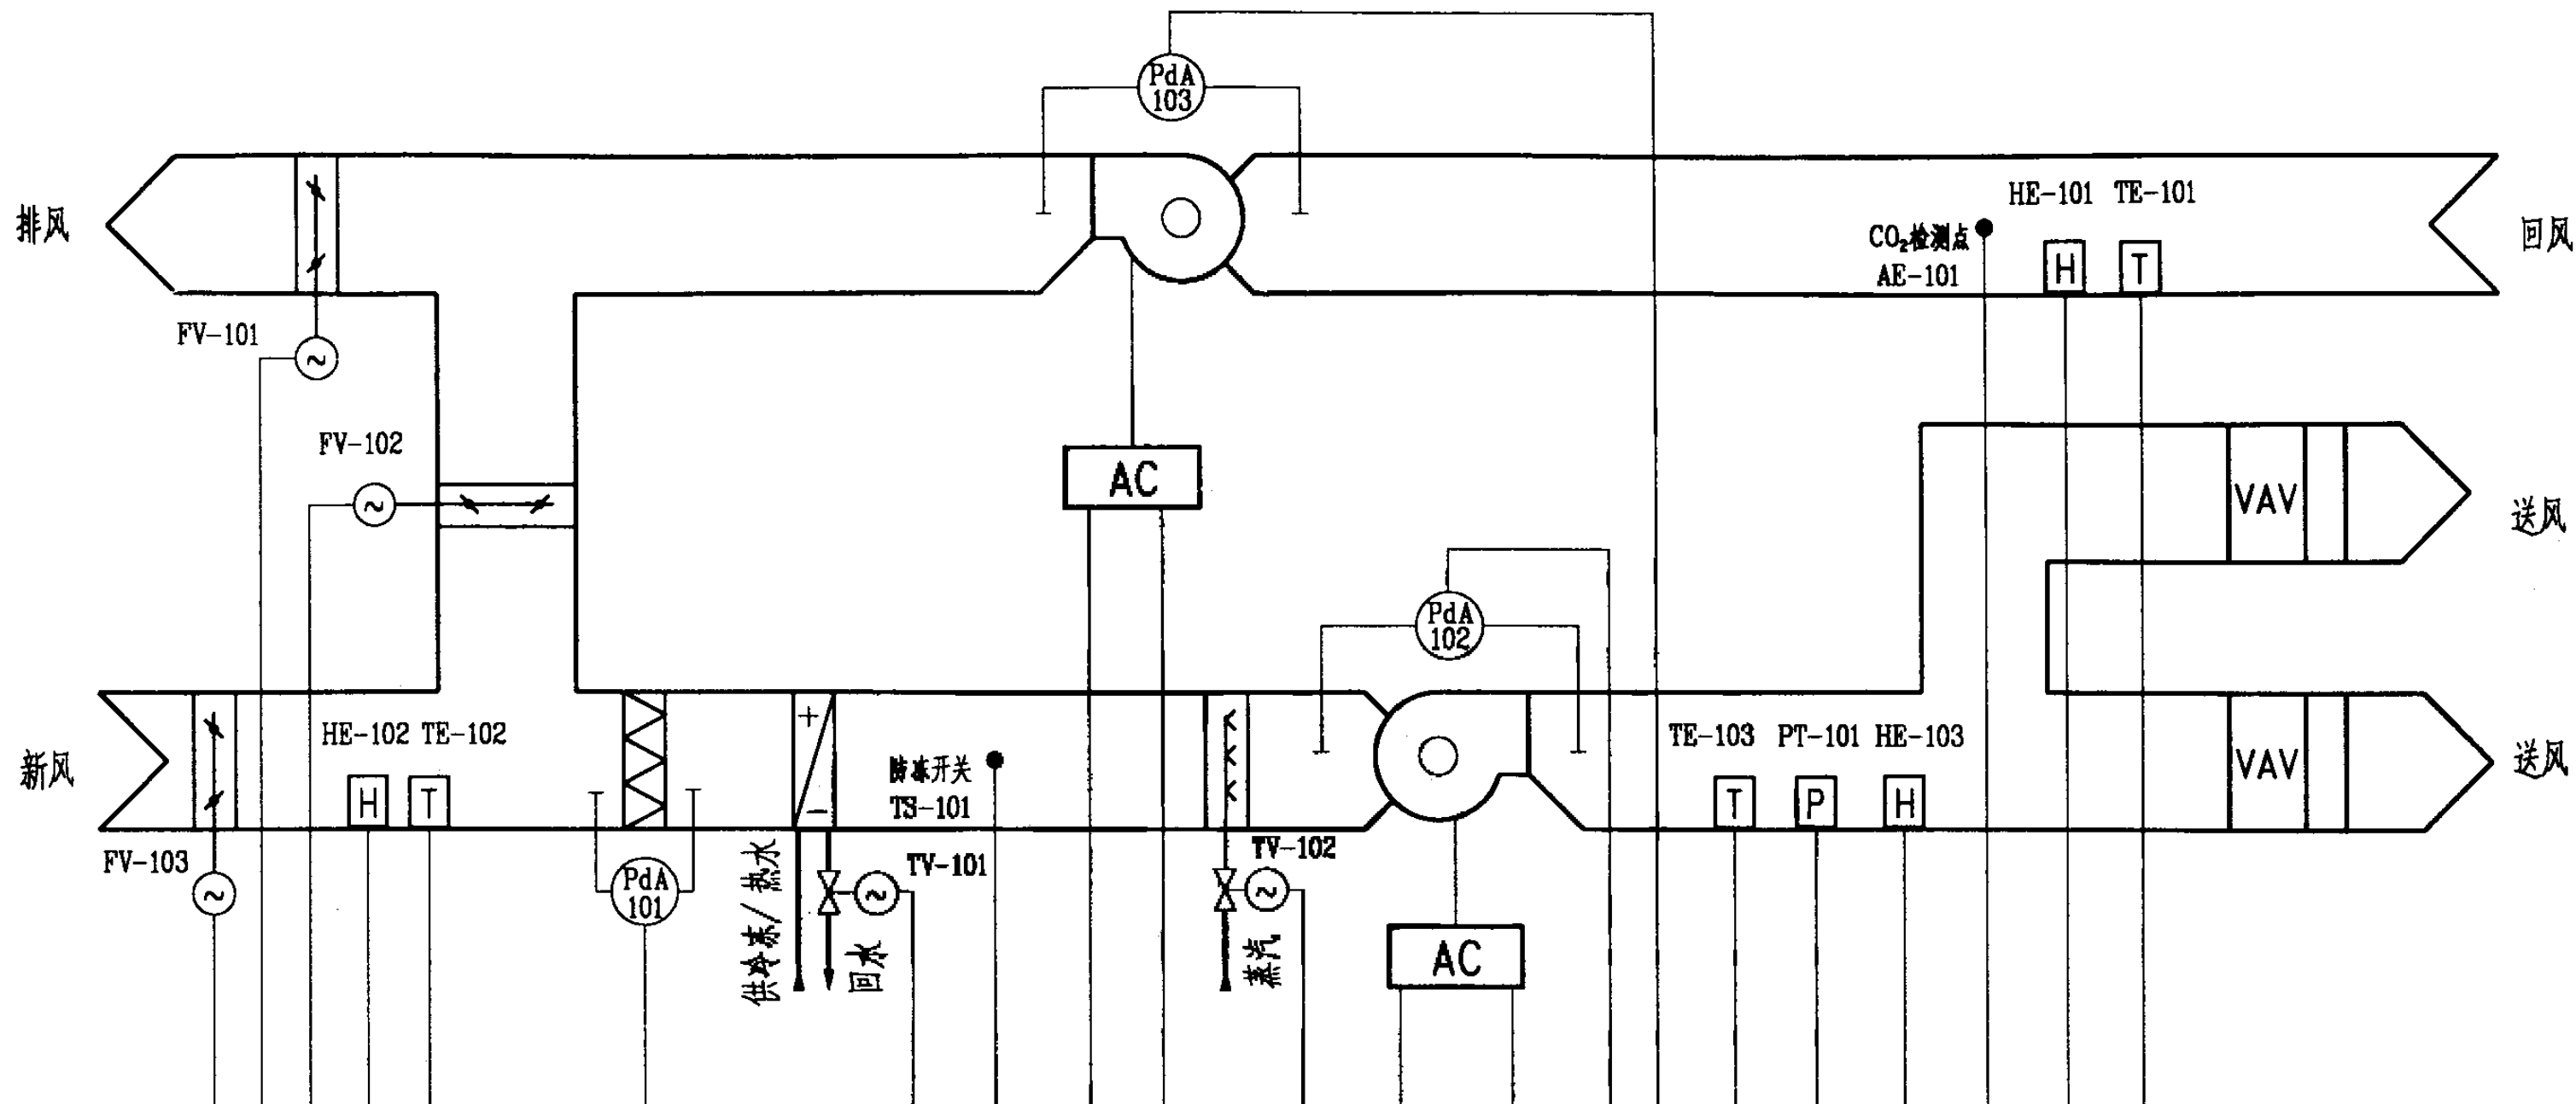 PdA
103
排风
HE-101 TE-101
CO₂检测点
AE-101
H T
回风
FV-101
FV-102
AC
VAV
送风
PdA
102
HE-102 TE-102
TE-103 PT-101 HE-103
新风
防冻开关
TS-101
H T
T P H
VAV
送风
FV-103
PdA
101
供冷冻/热水
回水
TV-101
TV-102
蒸汽
AC